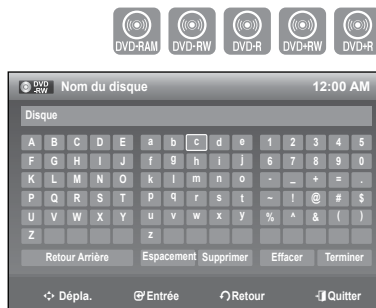 DVD-RAM DVD-RW DVD-R DVD+RW DVD+R
DVD-RW Nom du disque 12:00 AM
Disque
A B C D E a b c d e 1 2 3 4 5
F G H I J f g h i j 6 7 8 9 0
K L M N O k l m n o - _ + = .
P Q R S T p q r s t ~ ! @ # $
U V W X Y u v w x y % ^ & ( )
Z z
Retour Arrière Espacement Supprimer Effacer Terminer
Dépla. Entrée Retour Quitter